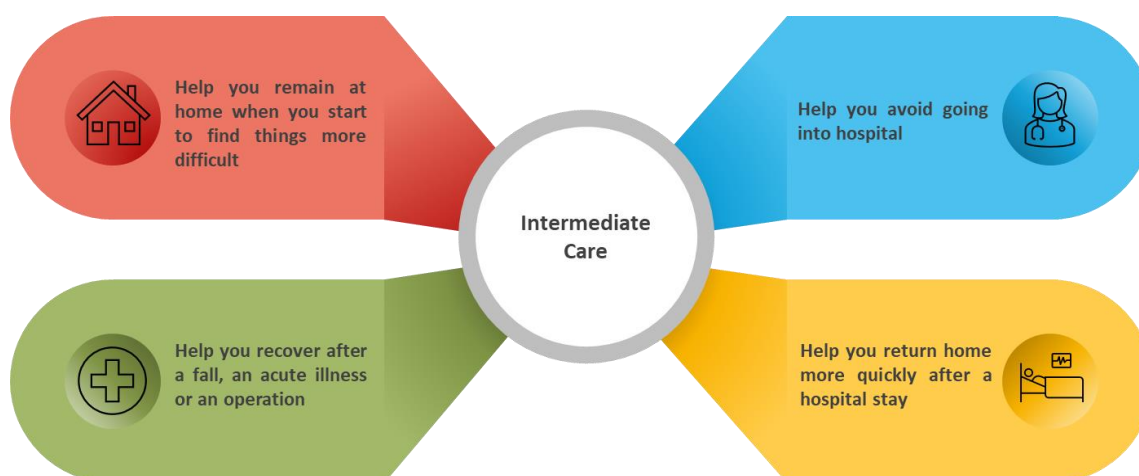 Help you remain at
home when you start
to find things more
difficult
Help you avoid going
into hospital
Intermediate
Care
Help you recover after
a fall, an acute illness
or an operation
Help you return home
more quickly after a
hospital stay